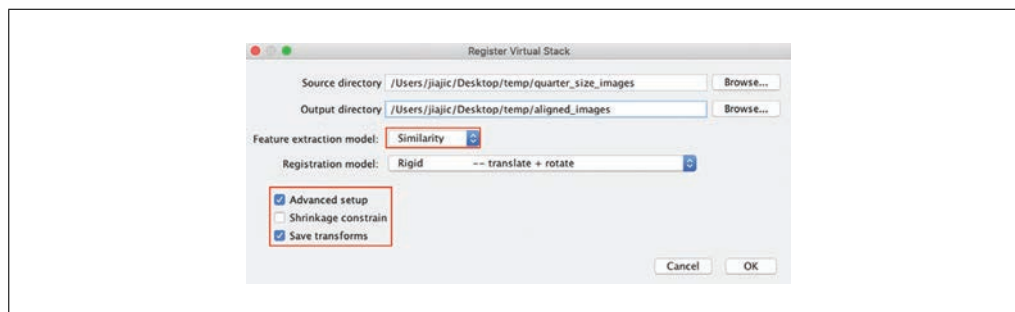 Register Virtual Stack
Source directory /Users/jiajic/Desktop/temp/quarter_size_images Browse...
Output directory /Users/jiajic/Desktop/temp/aligned_images Browse...
Feature extraction model: Similarity
Registration model: Rigid -- translate + rotate
Advanced setup
Shrinkage constrain
Save transforms
Cancel OK